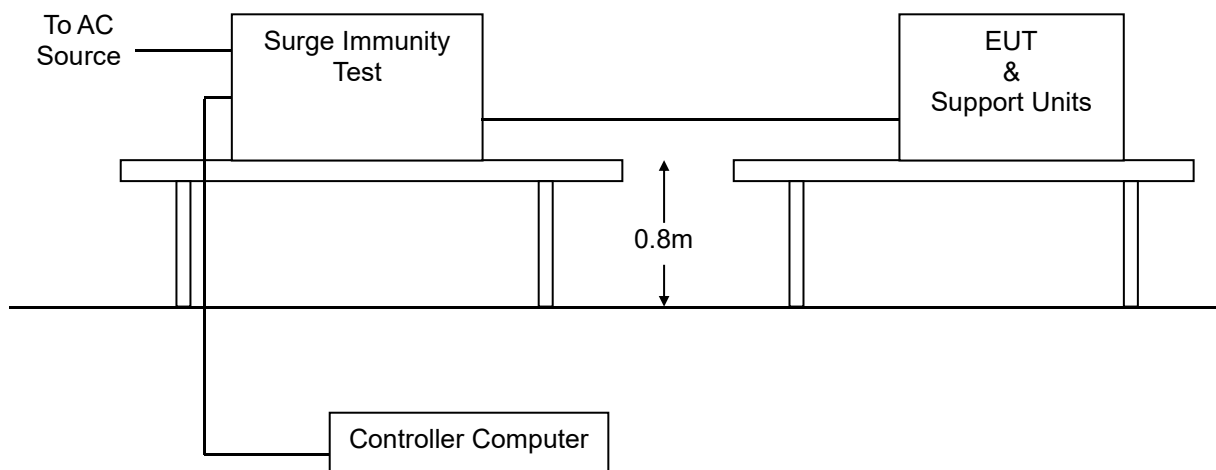 To AC
Source
Surge Immunity
Test
EUT
&
Support Units
0.8m
Controller Computer